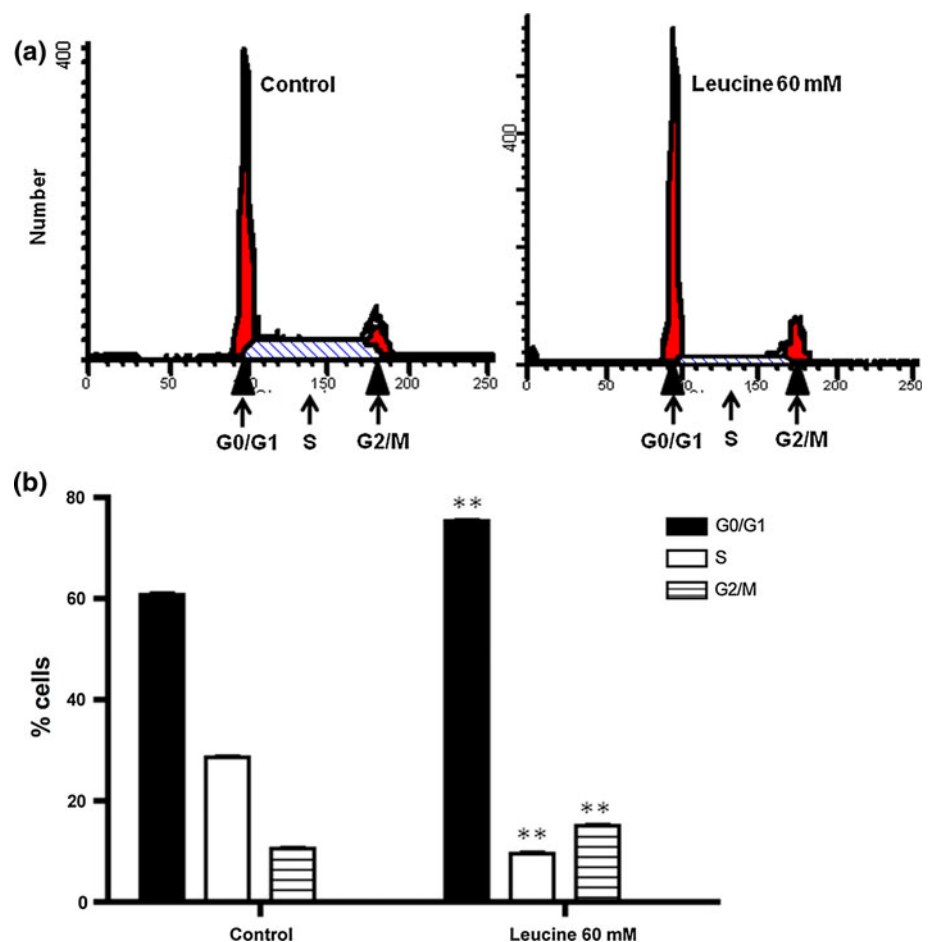 (a)
400
Control
Number
0 50 100 150 200 250
G0/G1 S G2/M
Leucine 60 mM
400
0 50 100 150 200 250
G0/G1 S G2/M
(b)
80
60
40
20
0
% cells
**
**
**
G0/G1
S
G2/M
Control
Leucine 60 mM